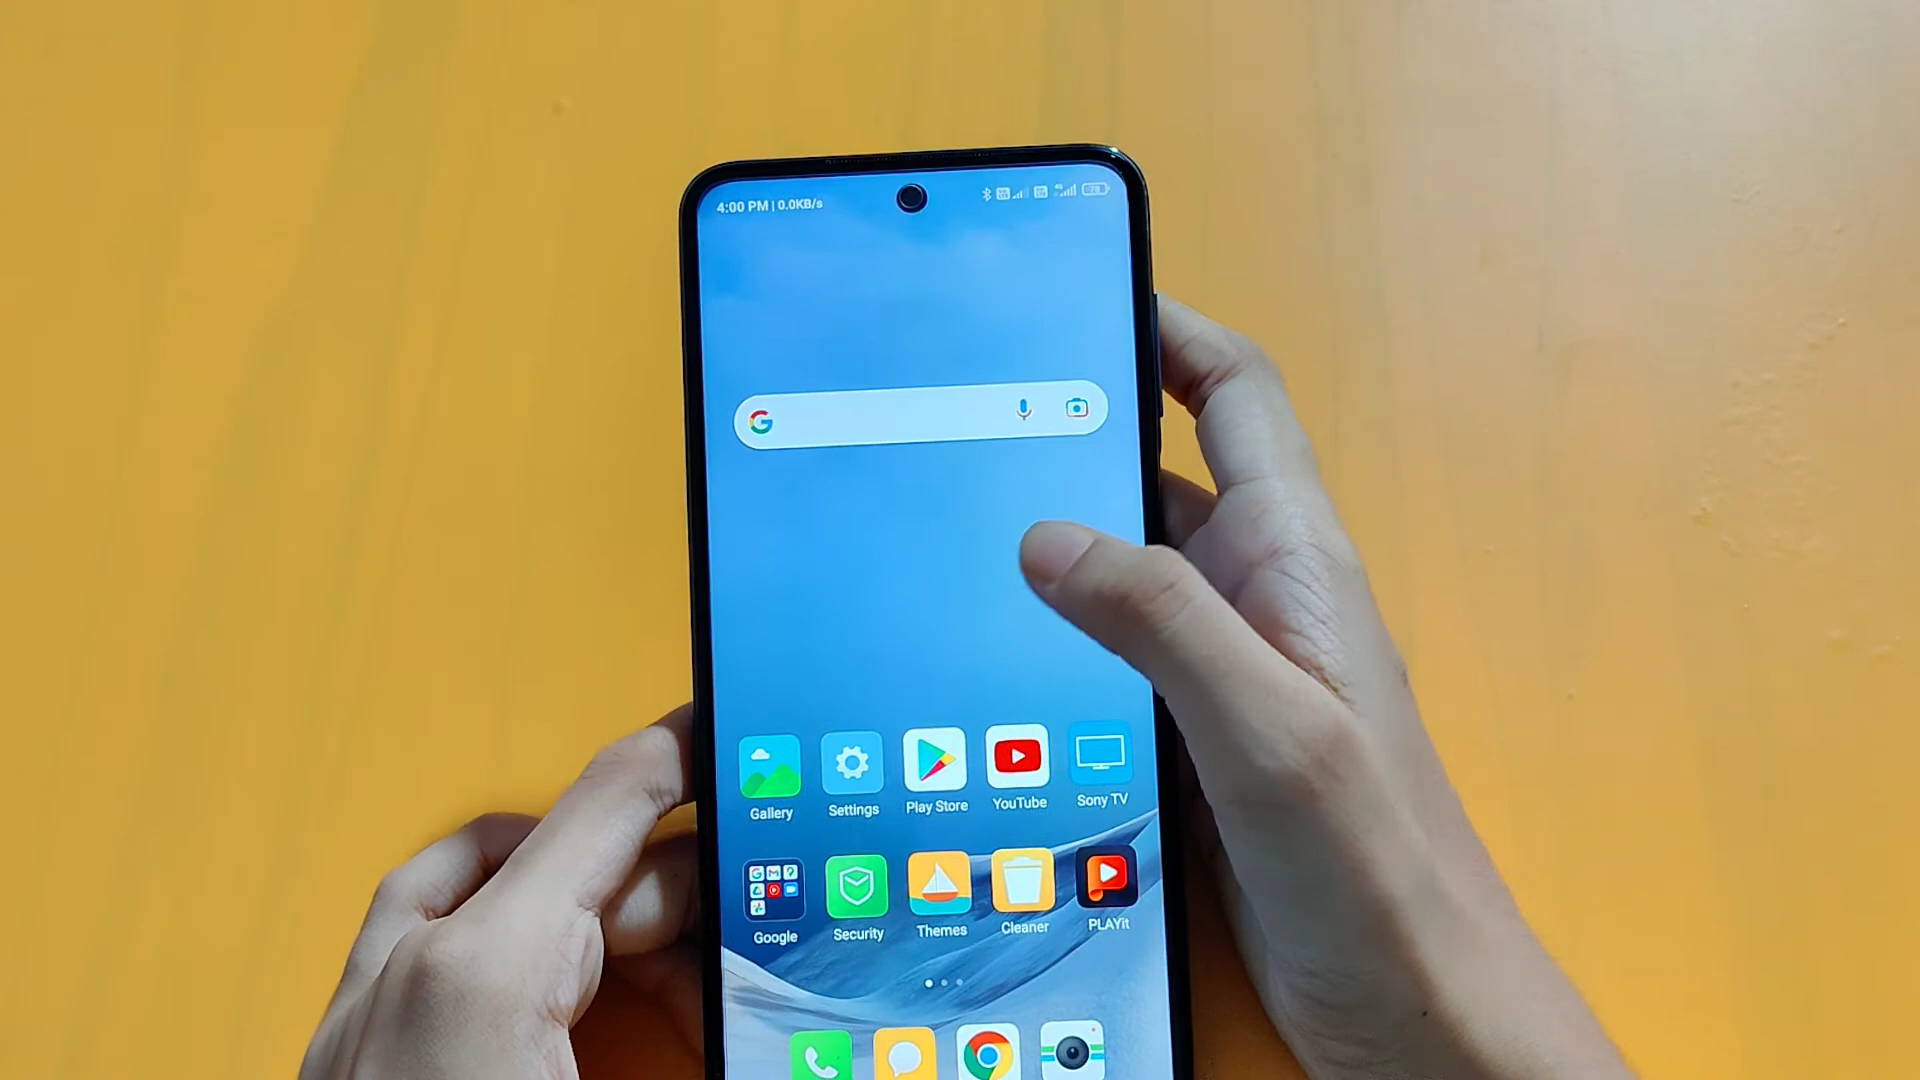 4:00 PM | 0.0KB/s
Gallery
Settings
Play Store
YouTube
Sony TV
Google
Security
Themes
Cleaner
PLAYit